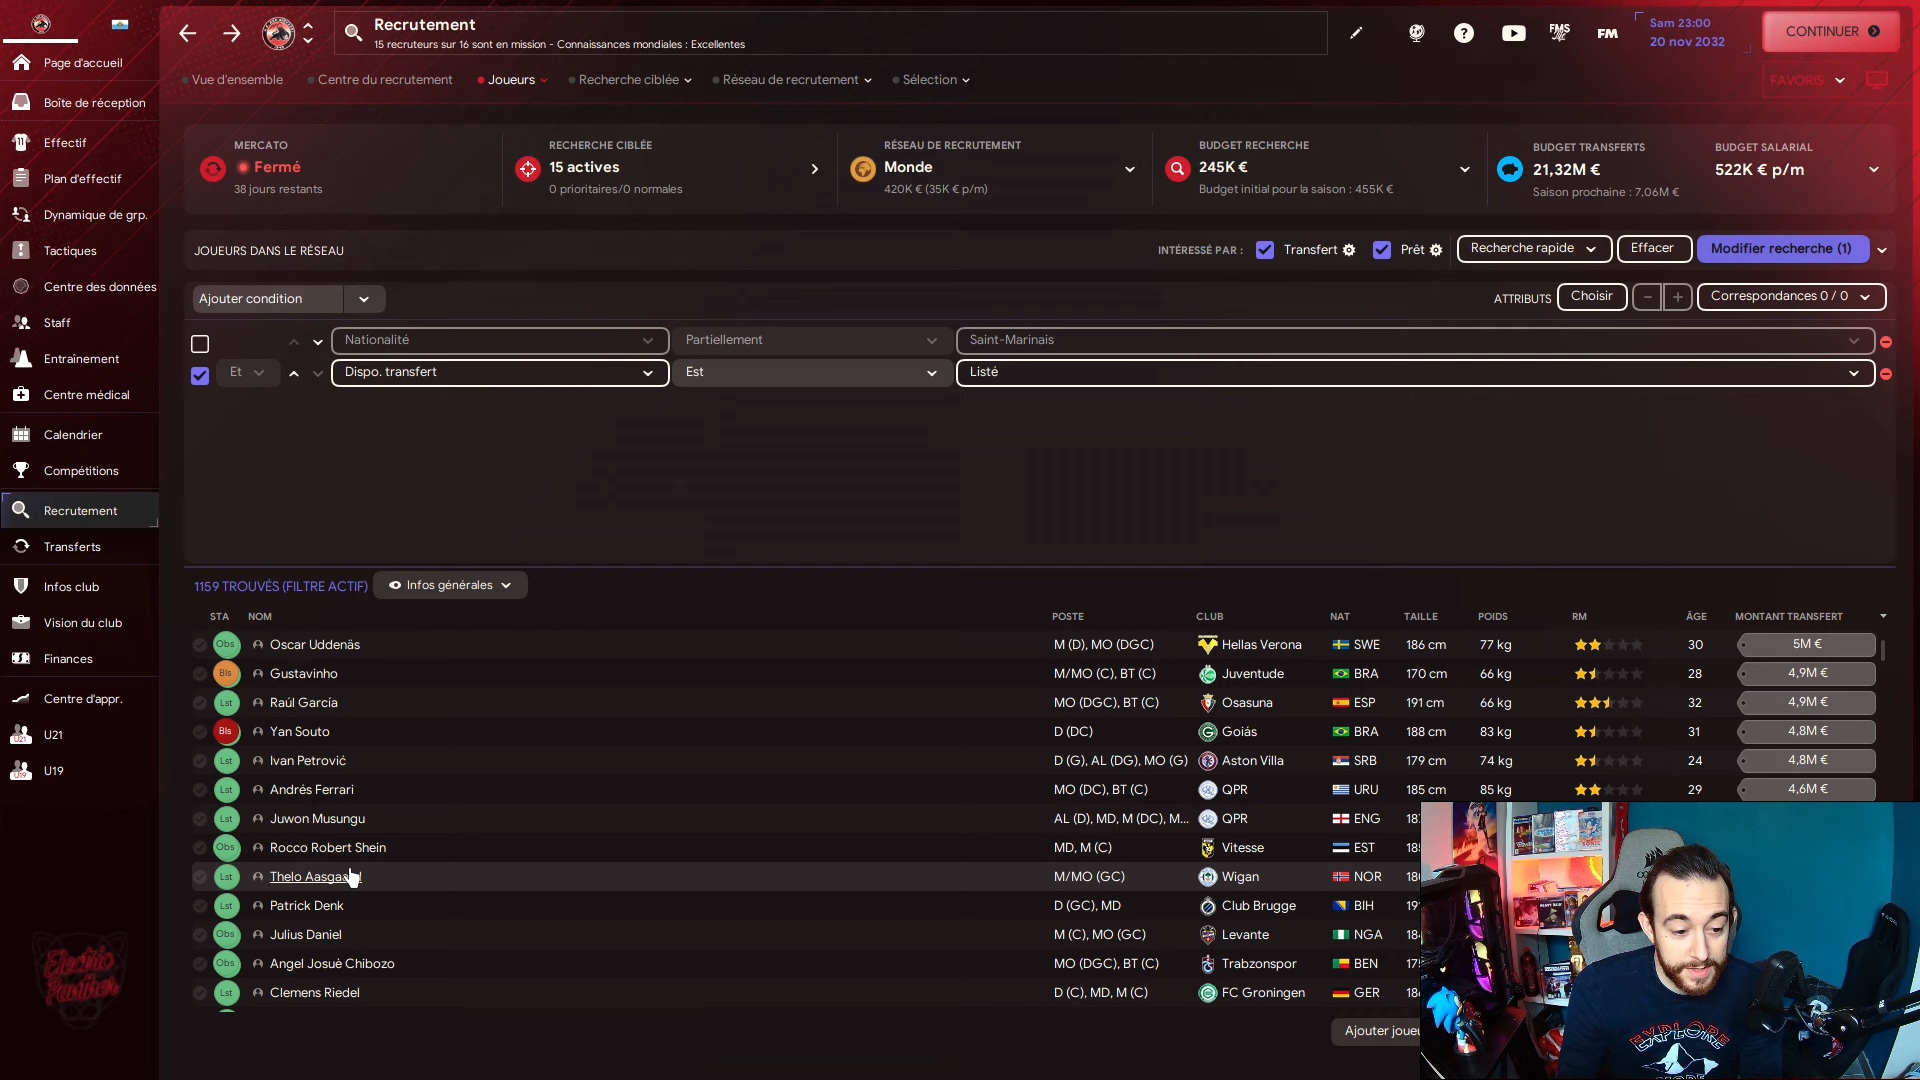 Recrutement
15 recruteurs sur 16 sont en mission - Connaissances mondiales : Excellentes
FMS
FM
Sam 23:00
20 nov 2032
CONTINUER
Page d'accueil
Boîte de réception
Effectif
Plan d'effectif
Dynamique de grp.
Tactiques
Centre des données
Staff
Entraînement
Centre médical
Calendrier
Compétitions
Recrutement
Transferts
Infos club
Vision du club
Finances
Centre d'appr.
U21
U19
Electric Panther
Vue d'ensemble
Centre du recrutement
Joueurs
Recherche ciblée
Réseau de recrutement
Sélection
FAVORIS
MERCATO
Fermé
38 jours restants
RECHERCHE CIBLÉE
15 actives
0 prioritaires/0 normales
RÉSEAU DE RECRUTEMENT
Monde
420K € (35K € p/m)
BUDGET RECHERCHE
245K €
Budget initial pour la saison : 455K €
BUDGET TRANSFERTS
21,32M €
Saison prochaine : 7,06M €
BUDGET SALARIAL
522K € p/m
JOUEURS DANS LE RÉSEAU
INTÉRESSÉ PAR :
Transfert
Prêt
Recherche rapide
Effacer
Modifier recherche (1)
Ajouter condition
ATTRIBUTS
Choisir
Correspondances 0 / 0
Nationalité
Partiellement
Saint-Marinais
Et
Dispo. transfert
Est
Listé
1159 TROUVÉS (FILTRE ACTIF)
Infos générales
STA NOM POSTE CLUB NAT TAILLE POIDS RM ÂGE MONTANT TRANSFERT
Obs Oscar Uddenäs M (D), MO (DGC) Hellas Verona SWE 186 cm 77 kg 30 5M €
Bls Gustavinho M/MO (C), BT (C) Juventude BRA 170 cm 66 kg 28 4,9M €
Lst Raúl García MO (DGC), BT (C) Osasuna ESP 191 cm 66 kg 32 4,9M €
Bls Yan Souto D (DC) Goiás BRA 188 cm 83 kg 31 4,8M €
Lst Ivan Petrović D (G), AL (DG), MO (G) Aston Villa SRB 179 cm 74 kg 24 4,8M €
Lst Andrés Ferrari MO (DC), BT (C) QPR URU 185 cm 85 kg 29 4,6M €
Lst Juwon Musungu AL (D), MD, M (DC), M... QPR ENG
Obs Rocco Robert Shein MD, M (C) Vitesse EST
Lst Thelo M/MO (GC) Wigan NOR
Lst Patrick Denk D (GC), MD Club Brugge BIH
Obs Julius Daniel M (C), MO (GC) Levante NGA
Obs Angel Josuè Chibozo MO (DGC), BT (C) Trabzonspor BEN
Lst Clemens Riedel D (C), MD, M (C) FC Groningen GER
Ajouter joueu
EXPLORE